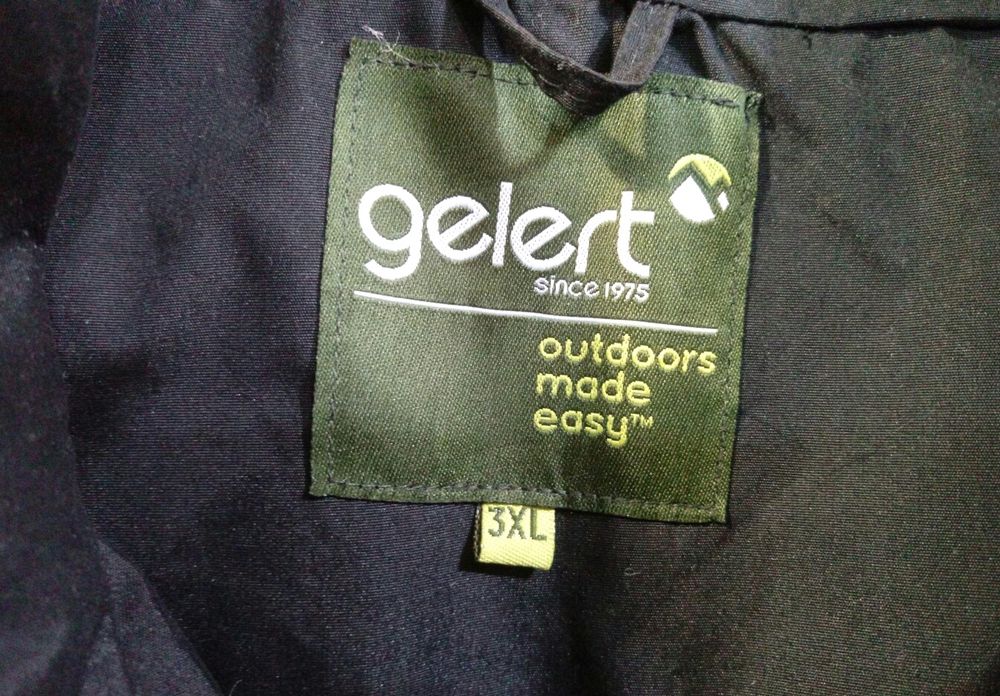 gelert
since 1975
outdoors
made
easy™
3XL